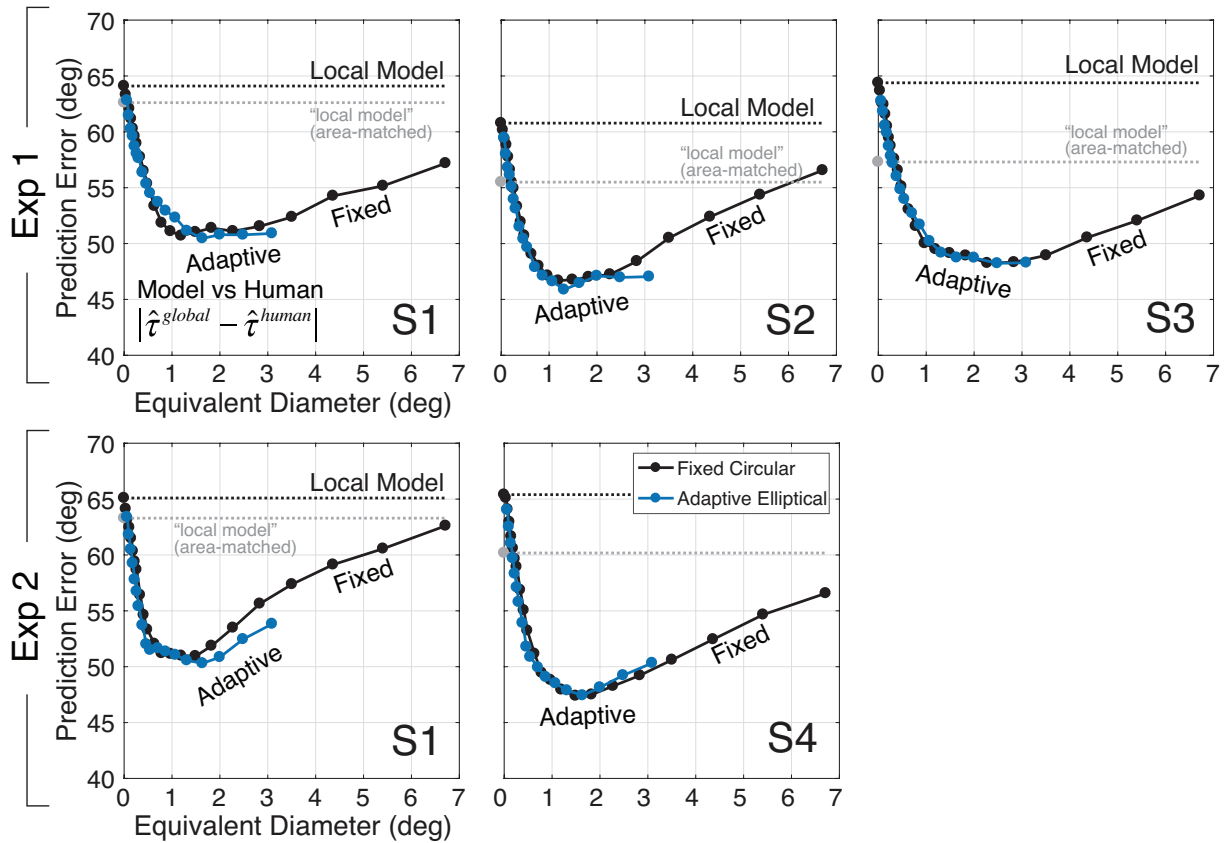 Exp 1
Prediction Error (deg)
70
65
60
55
50
45
40
Local Model
“local model”
(area-matched)
Fixed
Adaptive
Model vs Human
|τ̂^global − τ̂^human|
S1
0 1 2 3 4 5 6 7
Equivalent Diameter (deg)
Local Model
“local model”
(area-matched)
Fixed
Adaptive
S2
0 1 2 3 4 5 6 7
Local Model
“local model”
(area-matched)
Fixed
Adaptive
S3
0 1 2 3 4 5 6 7
Exp 2
Prediction Error (deg)
70
65
60
55
50
45
40
Local Model
“local model”
(area-matched)
Fixed
Adaptive
S1
0 1 2 3 4 5 6 7
Equivalent Diameter (deg)
Fixed Circular
Adaptive Elliptical
Fixed
Adaptive
S4
0 1 2 3 4 5 6 7